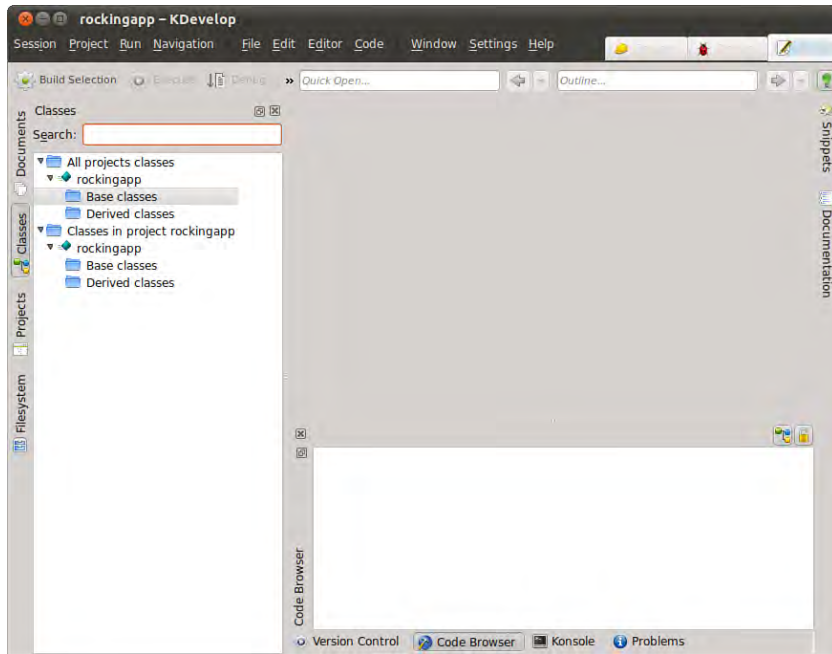 rockingapp – KDevelop
Session Project Run Navigation File Edit Editor Code Window Settings Help
Build Selection Execute Debug » Quick Open... Outline...
Classes
Search:
All projects classes
rockingapp
Base classes
Derived classes
Classes in project rockingapp
rockingapp
Base classes
Derived classes
Documents
Classes
Projects
Filesystem
Snippets
Documentation
Code Browser
Version Control Code Browser Konsole Problems